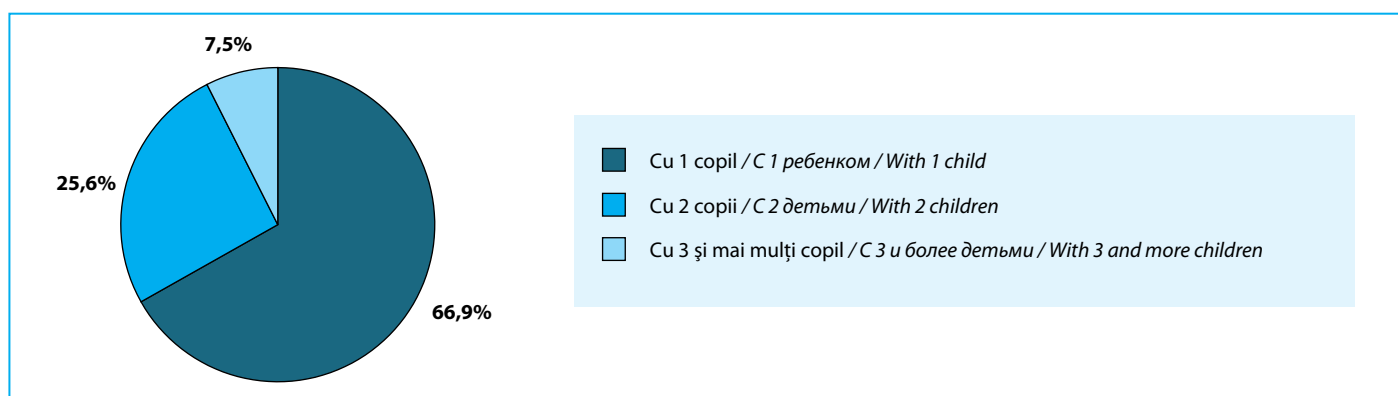 7,5%
25,6%
66,9%
Cu 1 copil / С 1 ребенком / With 1 child
Cu 2 copii / С 2 детьми / With 2 children
Cu 3 şi mai mulţi copil / С 3 и более детьми / With 3 and more children